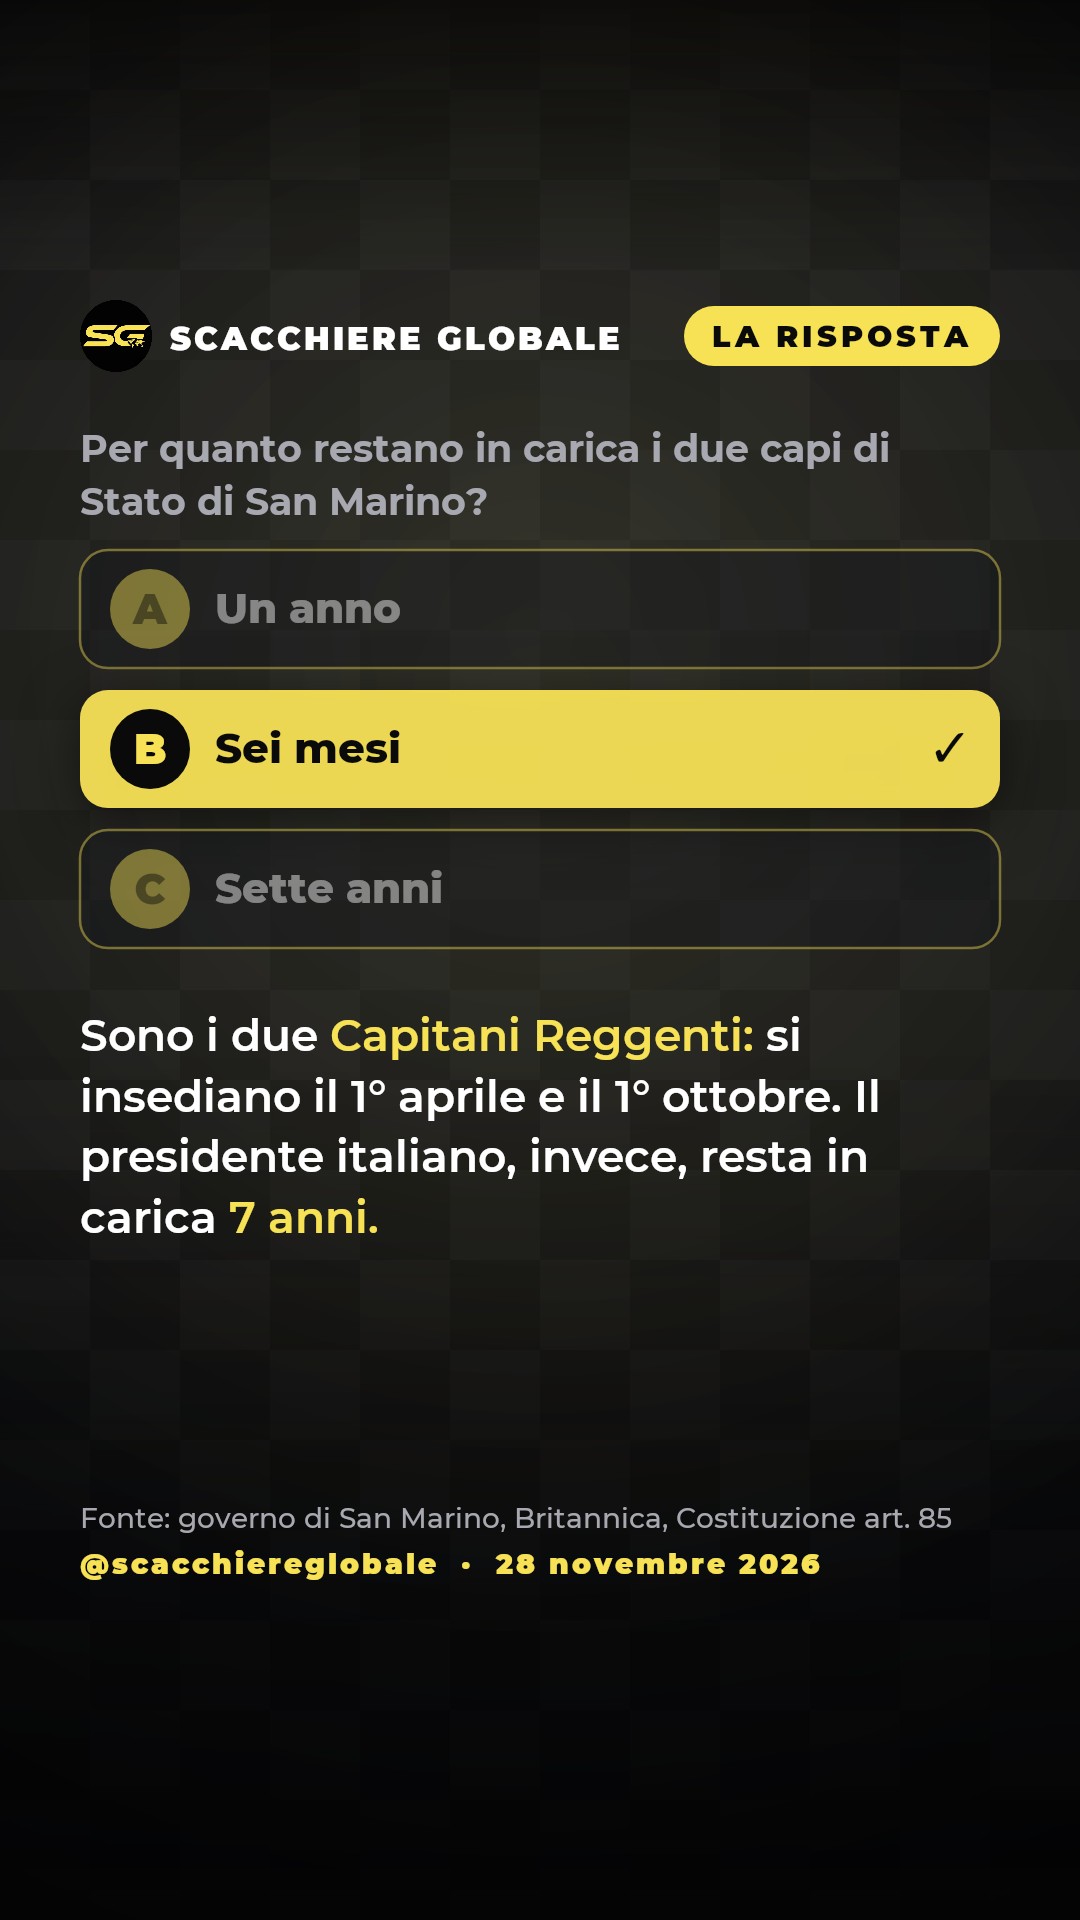 SG
SCACCHIERE GLOBALE
LA RISPOSTA
Per quanto restano in carica i due capi di
Stato di San Marino?
A Un anno
B Sei mesi ✓
C Sette anni
Sono i due Capitani Reggenti: si
insediano il 1° aprile e il 1° ottobre. Il
presidente italiano, invece, resta in
carica 7 anni.
Fonte: governo di San Marino, Britannica, Costituzione art. 85
@scacchiereglobale · 28 novembre 2026